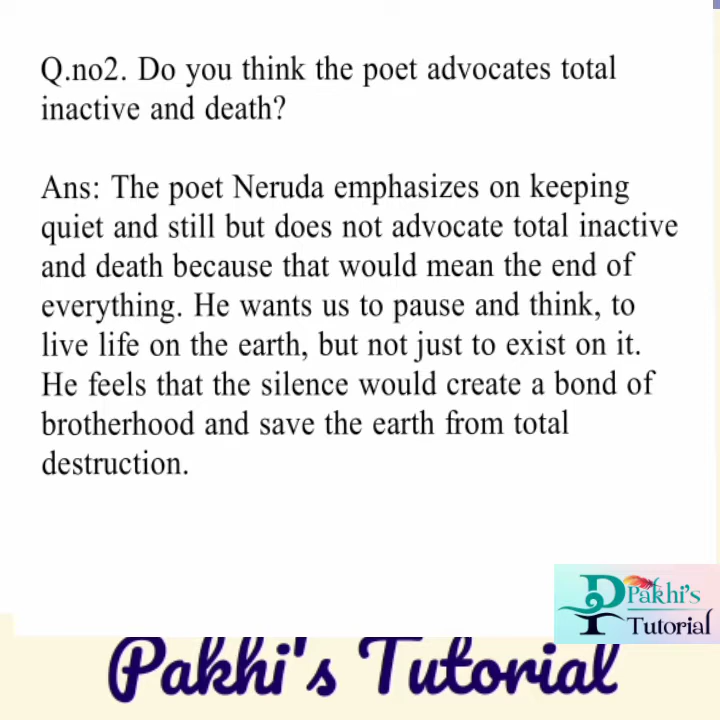 Q.no2. Do you think the poet advocates total
inactive and death?
Ans: The poet Neruda emphasizes on keeping
quiet and still but does not advocate total inactive
and death because that would mean the end of
everything. He wants us to pause and think, to
live life on the earth, but not just to exist on it.
He feels that the silence would create a bond of
brotherhood and save the earth from total
destruction.
Pakhi's
Tutorial
Pakhi's Tutorial